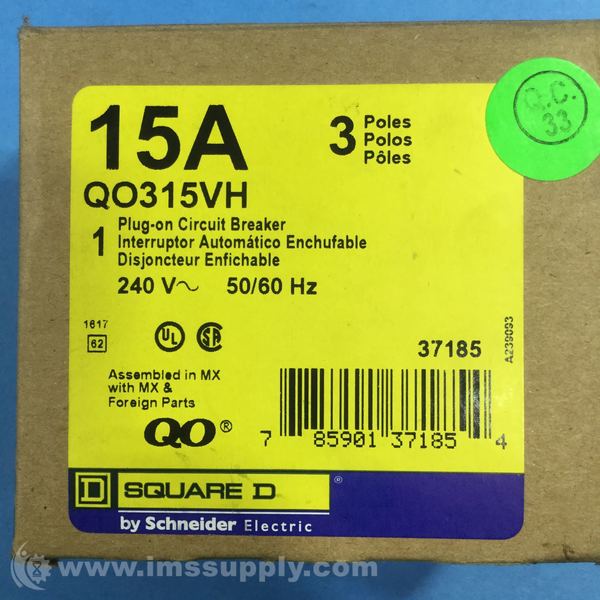 15A
3 Poles
Polos
Pôles
Q.C.
33
QO315VH
1 Plug-on Circuit Breaker
Interruptor Automático Enchufable
Disjoncteur Enfichable
240 V~ 50/60 Hz
1617
62
UL
SA
37185
A239093
Assembled in MX
with MX &
Foreign Parts
QO®
7 85901 37185 4
D SQUARE D ®
by Schneider Electric
www.imssupply.com